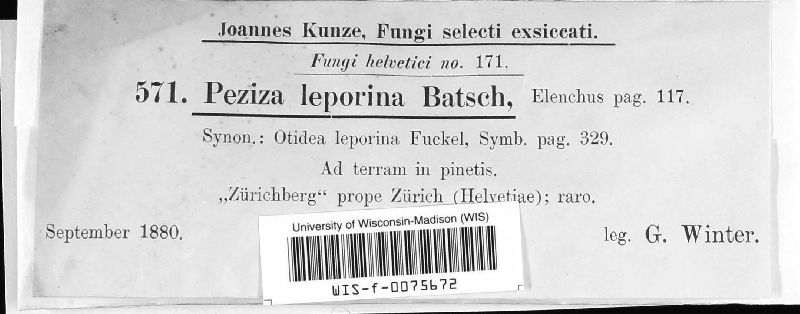 Joannes Kunze, Fungi selecti exsiccati.
Fungi helvetici no. 171.
571. Peziza leporina Batsch, Elenchus pag. 117.
Synon.: Otidea leporina Fuckel, Symb. pag. 329.
Ad terram in pinetis.
„Zürichberg“ prope Zürich (Helvetiae); raro.
September 1880.
leg. G. Winter.
University of Wisconsin-Madison (WIS)
WIS-f-0075672